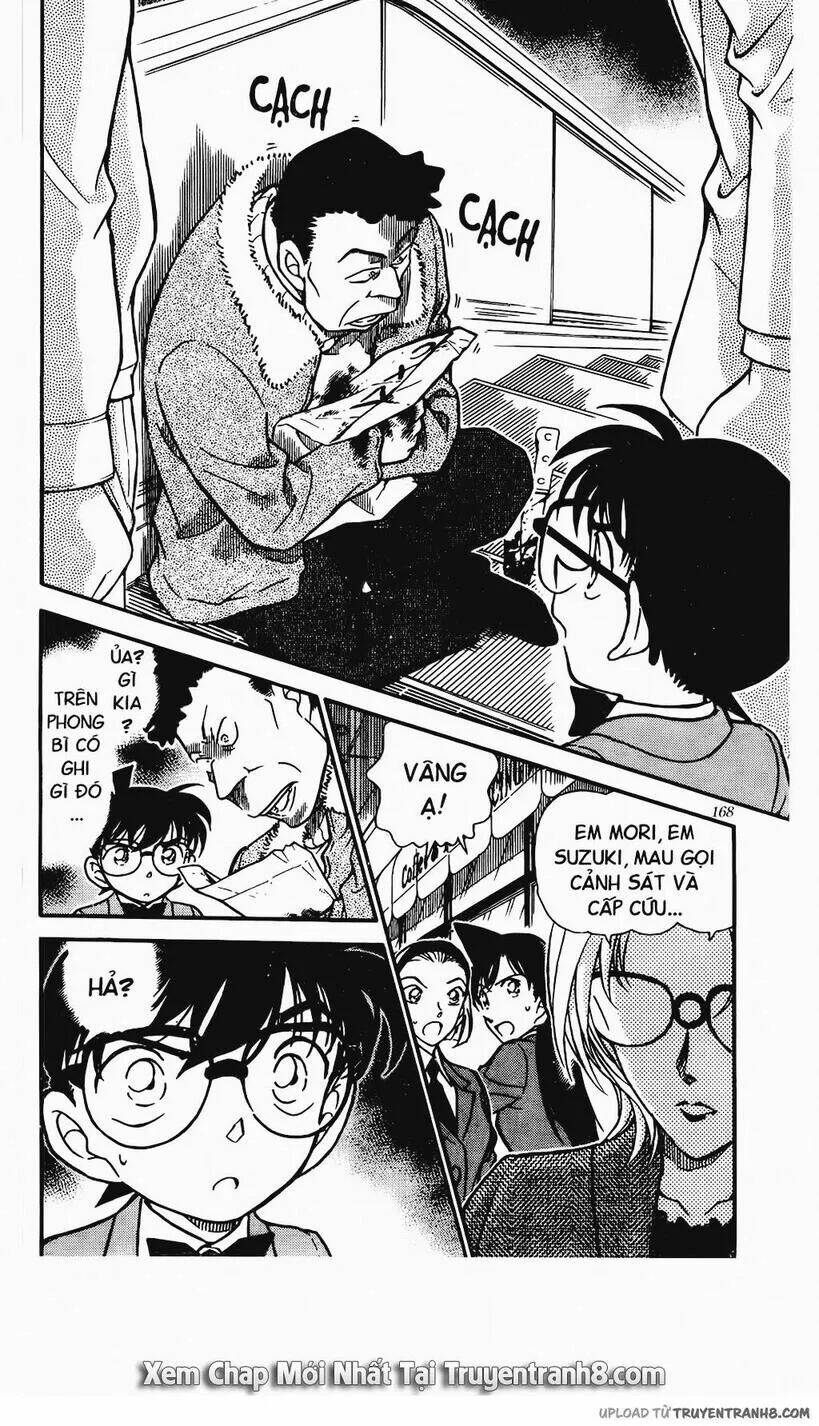 CẠCH
CẠCH
168
EM MORI, EM
SUZUKI, MAU GỌI
CẢNH SÁT VÀ
CẤP CỨU...
VÂNG
Ạ!
ỦA?
GÌ
KIA
?
TRÊN
PHONG
BÌ CÓ
GHI
GÌ ĐÓ
...
HẢ?
Xem Chap Mới Nhất Tại Truyentranh8.com
UPLOAD TỪ TRUYENTRANH8.COM